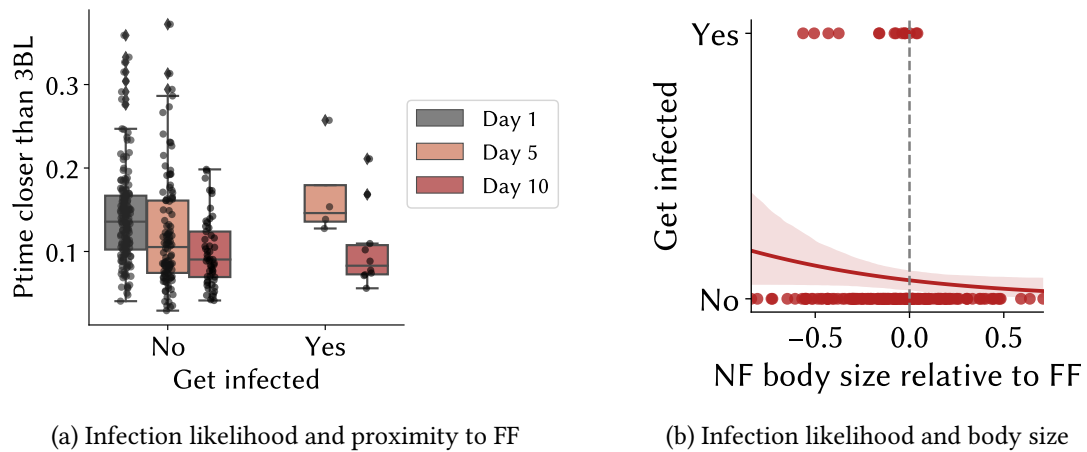 Ptime closer than 3BL
0.3
0.2
0.1
No
Yes
Get infected
Day 1
Day 5
Day 10
(a) Infection likelihood and proximity to FF
Get infected
Yes
No
−0.5
0.0
0.5
NF body size relative to FF
(b) Infection likelihood and body size